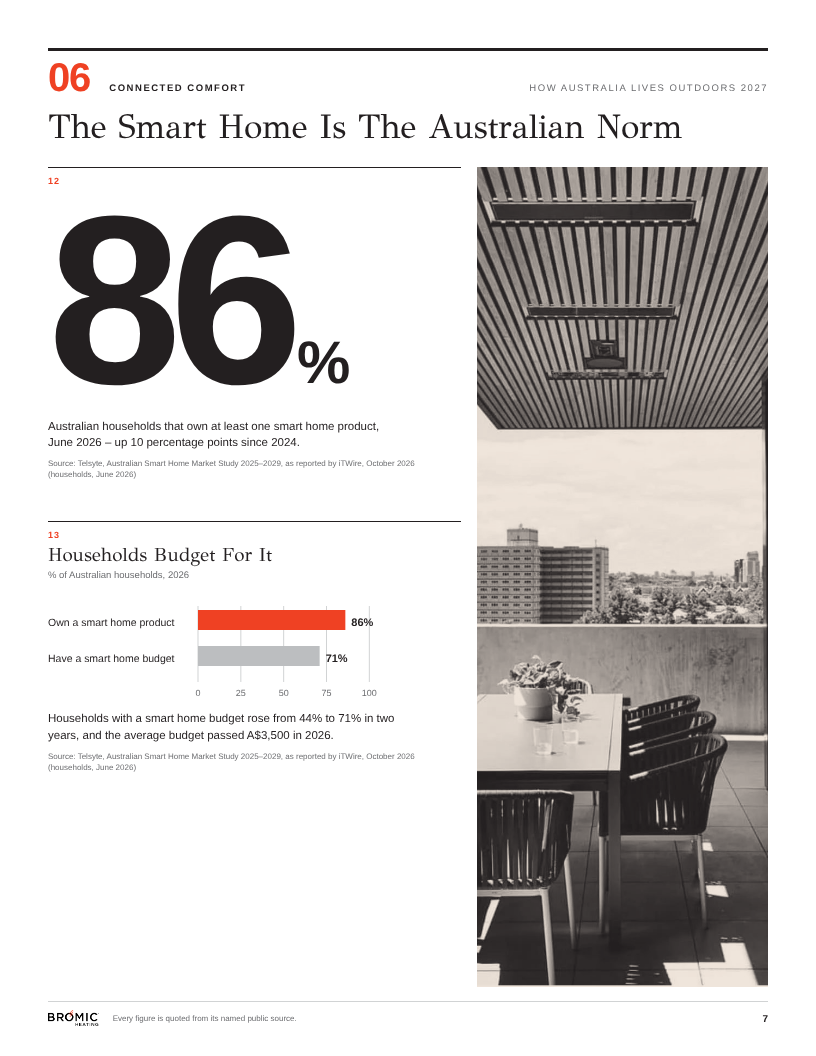 06 CONNECTED COMFORT
HOW AUSTRALIA LIVES OUTDOORS 2027
The Smart Home Is The Australian Norm
12
86%
Australian households that own at least one smart home product,
June 2026 – up 10 percentage points since 2024.
Source: Telsyte, Australian Smart Home Market Study 2025–2029, as reported by iTWire, October 2026
(households, June 2026)
13
Households Budget For It
% of Australian households, 2026
Own a smart home product 86%
Have a smart home budget 71%
0 25 50 75 100
Households with a smart home budget rose from 44% to 71% in two
years, and the average budget passed A$3,500 in 2026.
Source: Telsyte, Australian Smart Home Market Study 2025–2029, as reported by iTWire, October 2026
(households, June 2026)
BROMIC
HEATING
Every figure is quoted from its named public source.
7